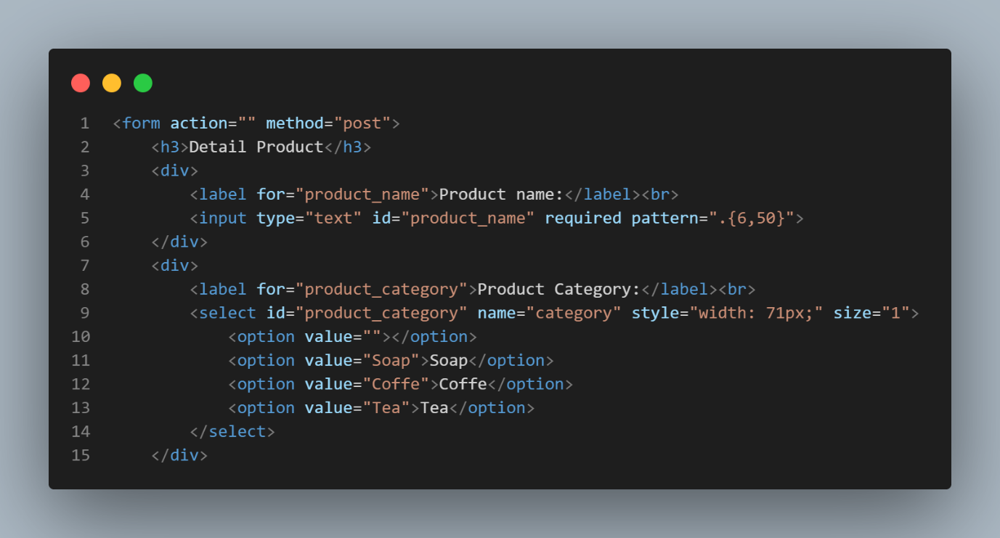 1 <form action="" method="post">
2     <h3>Detail Product</h3>
3     <div>
4         <label for="product_name">Product name:</label><br>
5         <input type="text" id="product_name" required pattern=".{6,50}">
6     </div>
7     <div>
8         <label for="product_category">Product Category:</label><br>
9         <select id="product_category" name="category" style="width: 71px;" size="1">
10             <option value=""></option>
11             <option value="Soap">Soap</option>
12             <option value="Coffe">Coffe</option>
13             <option value="Tea">Tea</option>
14         </select>
15     </div>